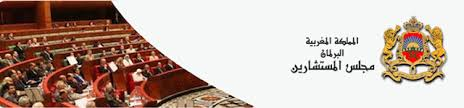 المملكة المغربية
البرلمان
مجلس المستشارين